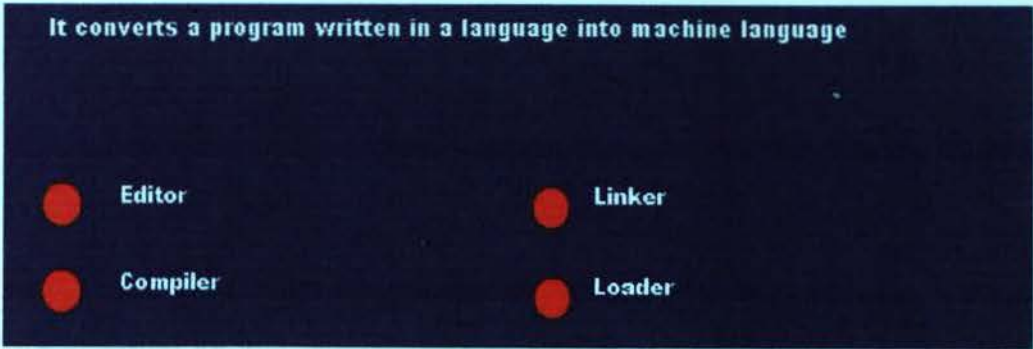 It converts a program written in a language into machine language
Editor
Linker
Compiler
Loader